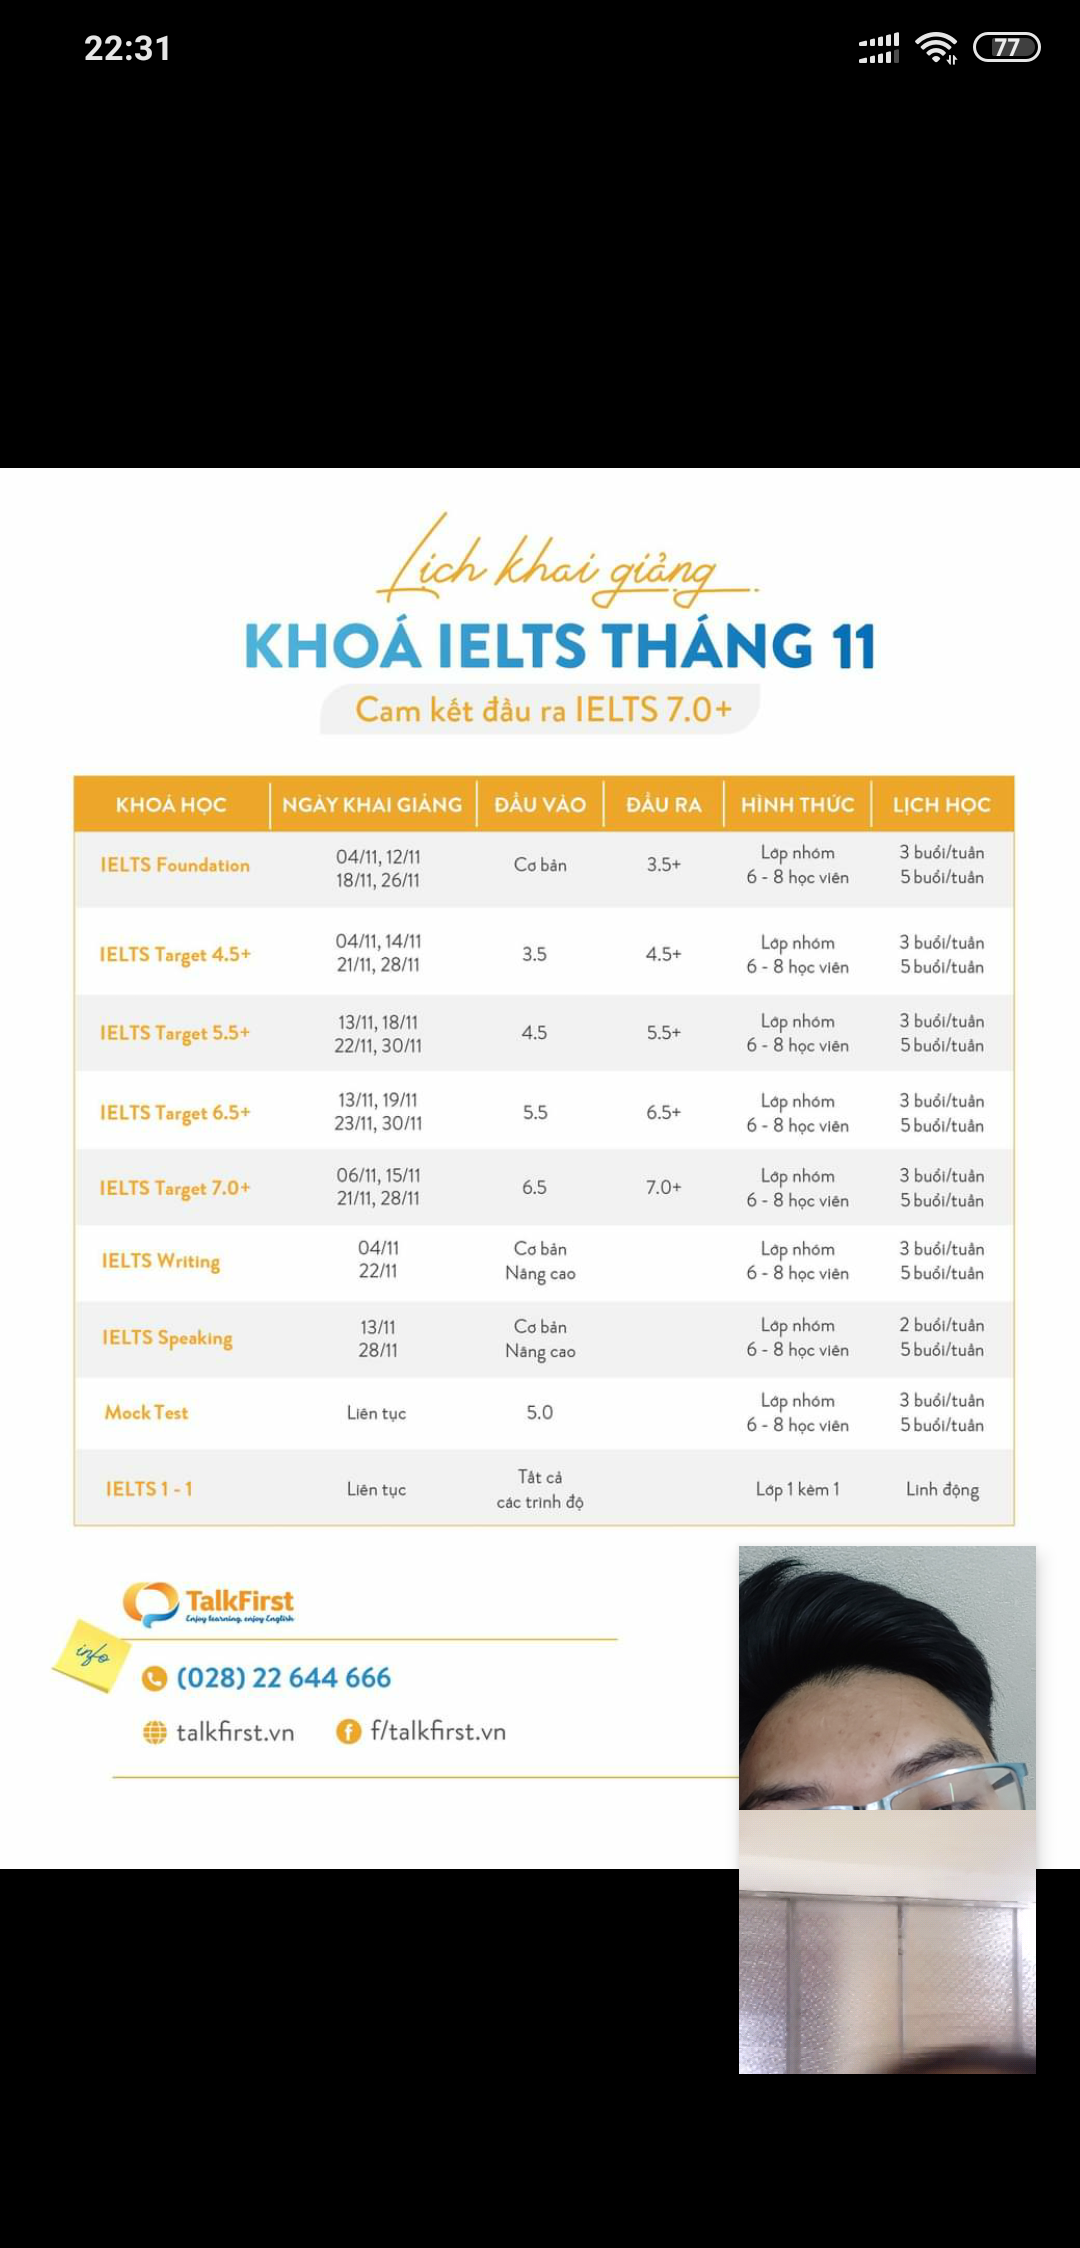 22:31
77
Lịch khai giảng
KHOÁ IELTS THÁNG 11
Cam kết đầu ra IELTS 7.0+
KHOÁ HỌC NGÀY KHAI GIẢNG ĐẦU VÀO ĐẦU RA HÌNH THỨC LỊCH HỌC
IELTS Foundation
04/11, 12/11
18/11, 26/11
Cơ bản
3.5+
Lớp nhóm
6 - 8 học viên
3 buổi/tuần
5 buổi/tuần
IELTS Target 4.5+
04/11, 14/11
21/11, 28/11
3.5
4.5+
Lớp nhóm
6 - 8 học viên
3 buổi/tuần
5 buổi/tuần
IELTS Target 5.5+
13/11, 18/11
22/11, 30/11
4.5
5.5+
Lớp nhóm
6 - 8 học viên
3 buổi/tuần
5 buổi/tuần
IELTS Target 6.5+
13/11, 19/11
23/11, 30/11
5.5
6.5+
Lớp nhóm
6 - 8 học viên
3 buổi/tuần
5 buổi/tuần
IELTS Target 7.0+
06/11, 15/11
21/11, 28/11
6.5
7.0+
Lớp nhóm
6 - 8 học viên
3 buổi/tuần
5 buổi/tuần
IELTS Writing
04/11
22/11
Cơ bản
Nâng cao
Lớp nhóm
6 - 8 học viên
3 buổi/tuần
5 buổi/tuần
IELTS Speaking
13/11
28/11
Cơ bản
Nâng cao
Lớp nhóm
6 - 8 học viên
2 buổi/tuần
5 buổi/tuần
Mock Test
Liên tục
5.0
Lớp nhóm
6 - 8 học viên
3 buổi/tuần
5 buổi/tuần
IELTS 1 - 1
Liên tục
Tất cả
các trình độ
Lớp 1 kèm 1
Linh động
TalkFirst
Enjoy learning, enjoy English
info
(028) 22 644 666
talkfirst.vn
f/talkfirst.vn